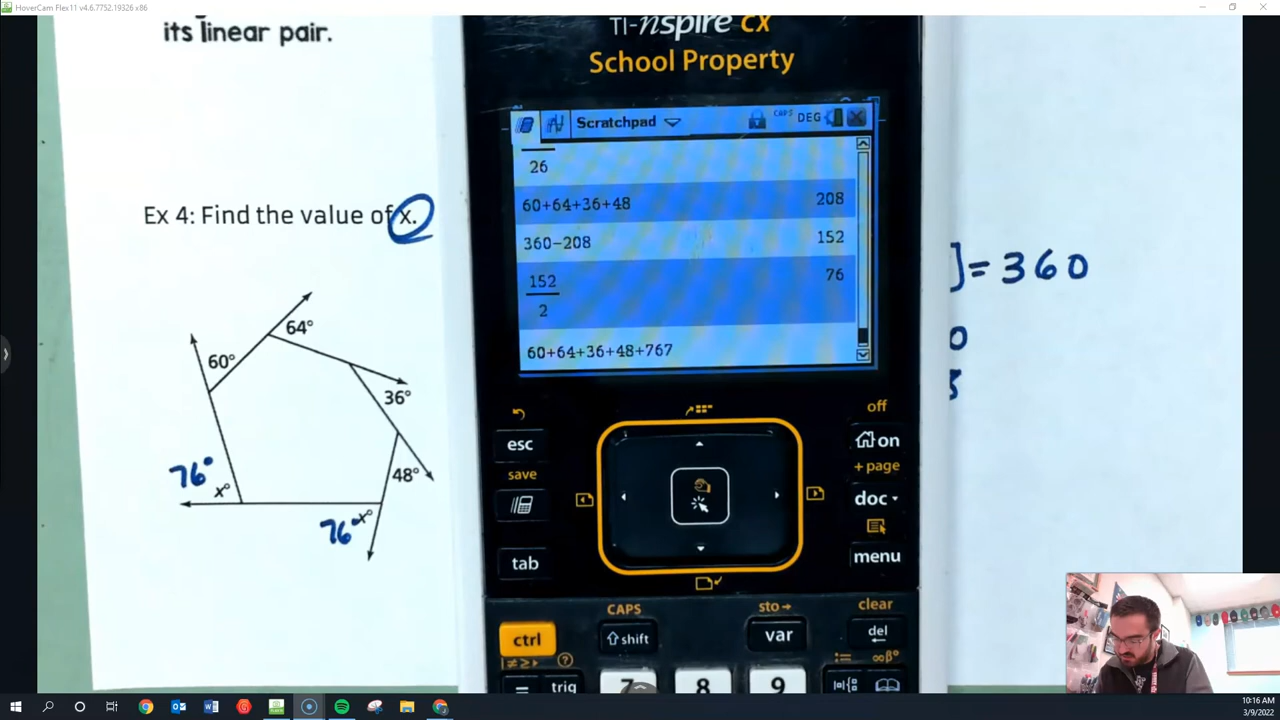 HoverCam Flex11 v4.6.7752.19326 x86
its linear pair.
Ex 4: Find the value of x.
64°
60°
36°
48°
76°
x°
76°
x°
]=360
TI-nspire CX
School Property
Scratchpad
CAPS
DEG
26
60+64+36+48
208
360-208
152
152
2
76
60+64+36+48+767
esc
off
on
save
+ page
doc
tab
menu
CAPS
sto→
clear
ctrl
shift
var
del
trig
7
8
9
10:16 AM
3/9/2022